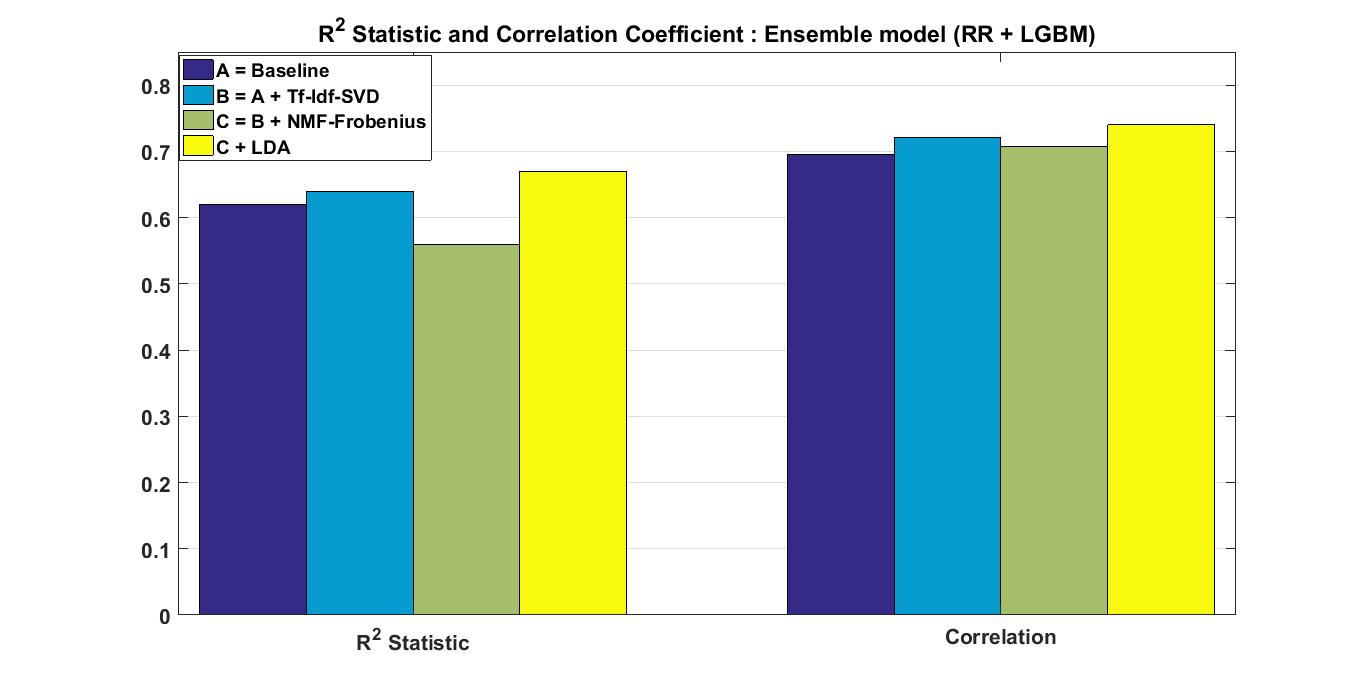 R² Statistic and Correlation Coefficient : Ensemble model (RR + LGBM)
A = Baseline
B = A + Tf-Idf-SVD
C = B + NMF-Frobenius
C + LDA
0.8
0.7
0.6
0.5
0.4
0.3
0.2
0.1
0
R² Statistic
Correlation